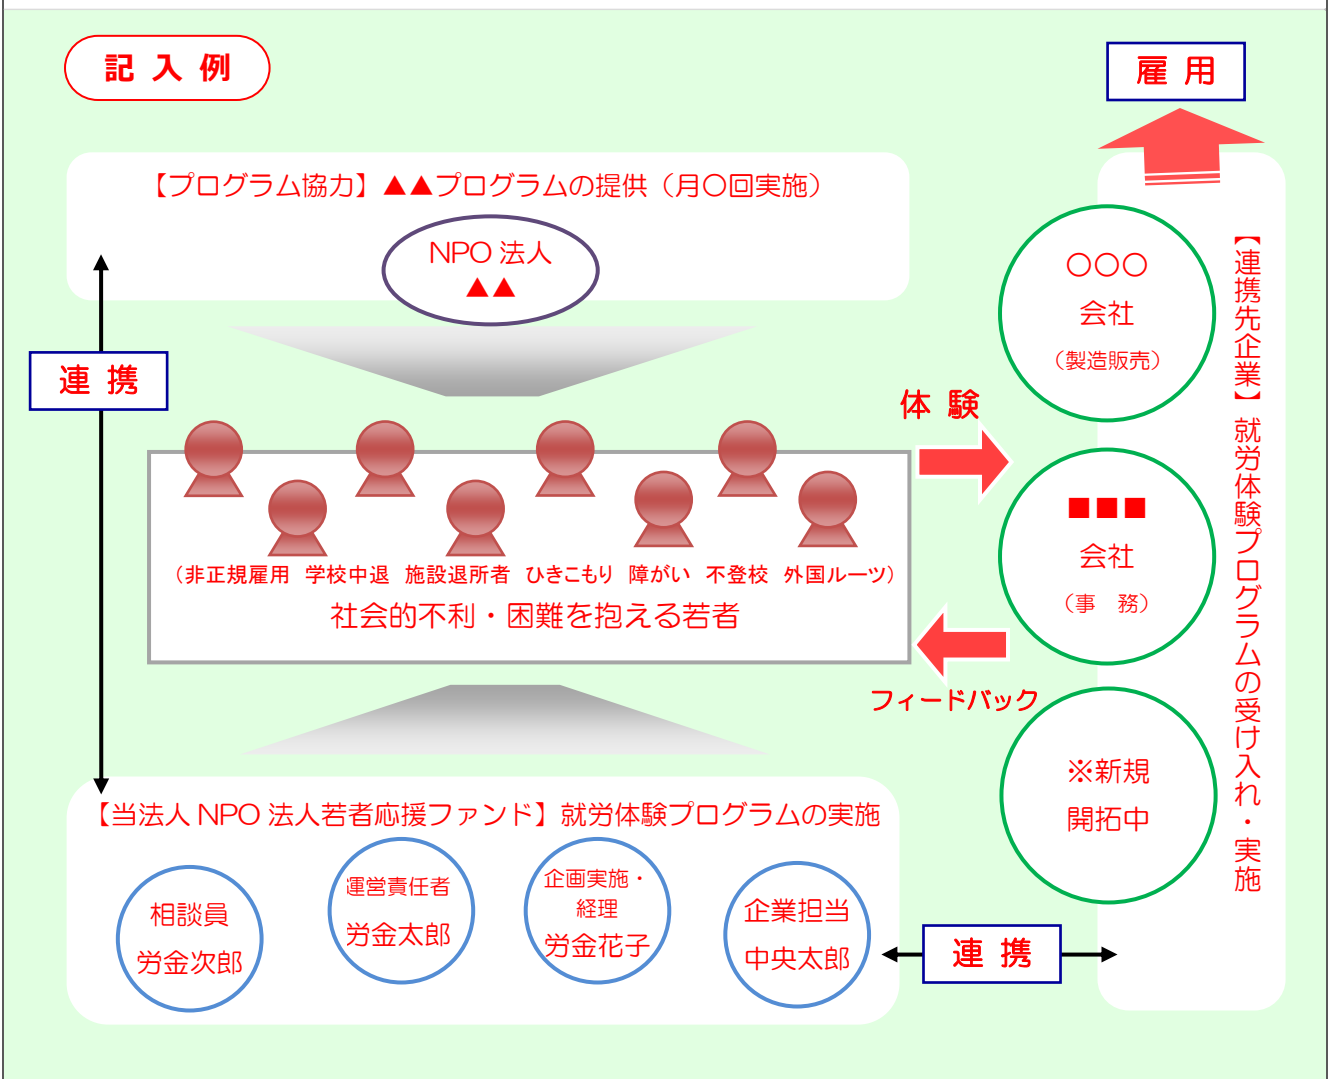 記入例
雇用
【プログラム協力】▲▲プログラムの提供（月〇回実施）
NPO 法人
▲▲
連携
〇〇〇
会社
（製造販売）
体験
■■■
会社
（事　務）
フィードバック
※新規
開拓中
【連携先企業】就労体験プログラムの受け入れ・実施
（非正規雇用　学校中退　施設退所者　ひきこもり　障がい　不登校　外国ルーツ）
社会的不利・困難を抱える若者
【当法人 NPO 法人若者応援ファンド】就労体験プログラムの実施
相談員
労金次郎
運営責任者
労金太郎
企画実施・
経理
労金花子
企業担当
中央太郎
連携